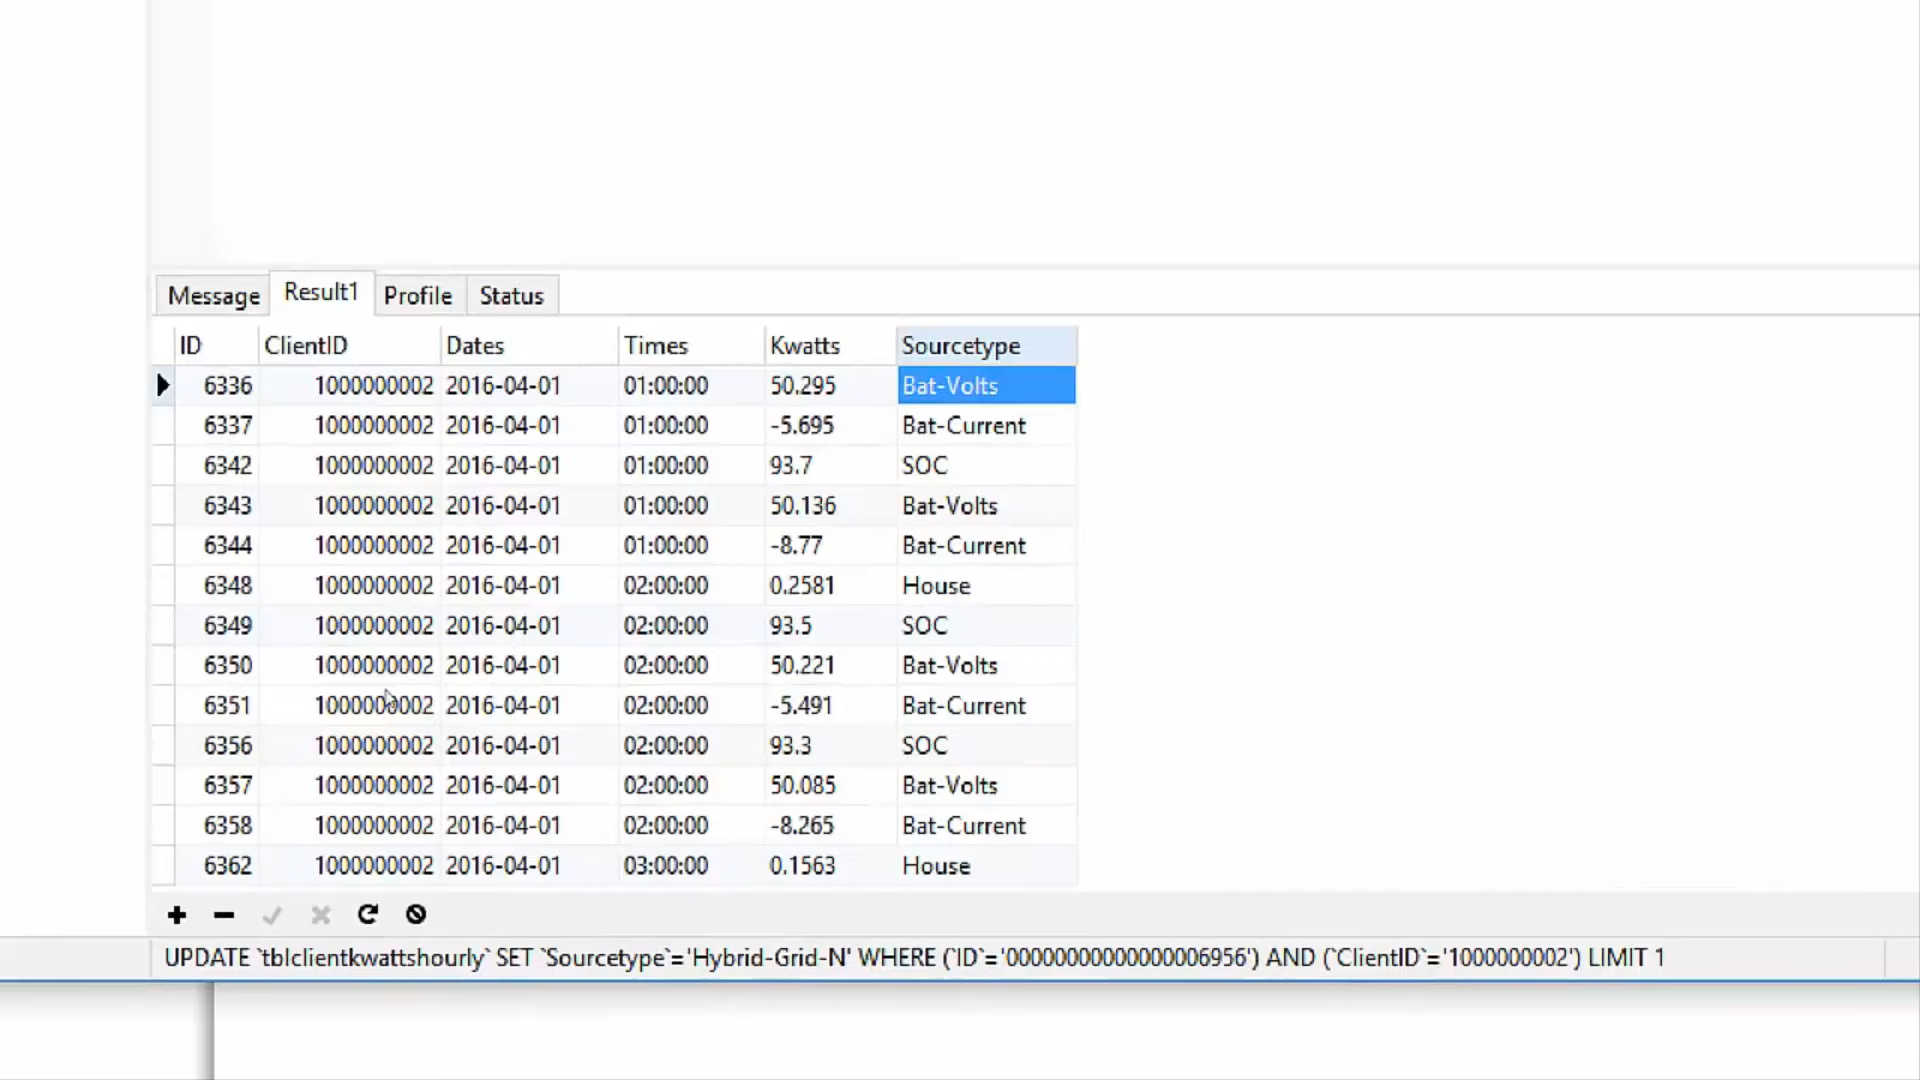 Message Result1 Profile Status
ID ClientID Dates Times Kwatts Sourcetype
6336 1000000002 2016-04-01 01:00:00 50.295 Bat-Volts
6337 1000000002 2016-04-01 01:00:00 -5.695 Bat-Current
6342 1000000002 2016-04-01 01:00:00 93.7 SOC
6343 1000000002 2016-04-01 01:00:00 50.136 Bat-Volts
6344 1000000002 2016-04-01 01:00:00 -8.77 Bat-Current
6348 1000000002 2016-04-01 02:00:00 0.2581 House
6349 1000000002 2016-04-01 02:00:00 93.5 SOC
6350 1000000002 2016-04-01 02:00:00 50.221 Bat-Volts
6351 1000000002 2016-04-01 02:00:00 -5.491 Bat-Current
6356 1000000002 2016-04-01 02:00:00 93.3 SOC
6357 1000000002 2016-04-01 02:00:00 50.085 Bat-Volts
6358 1000000002 2016-04-01 02:00:00 -8.265 Bat-Current
6362 1000000002 2016-04-01 03:00:00 0.1563 House
UPDATE `tblclientkwattshourly` SET `Sourcetype`='Hybrid-Grid-N' WHERE (`ID`='00000000000000006956') AND (`ClientID`='1000000002') LIMIT 1